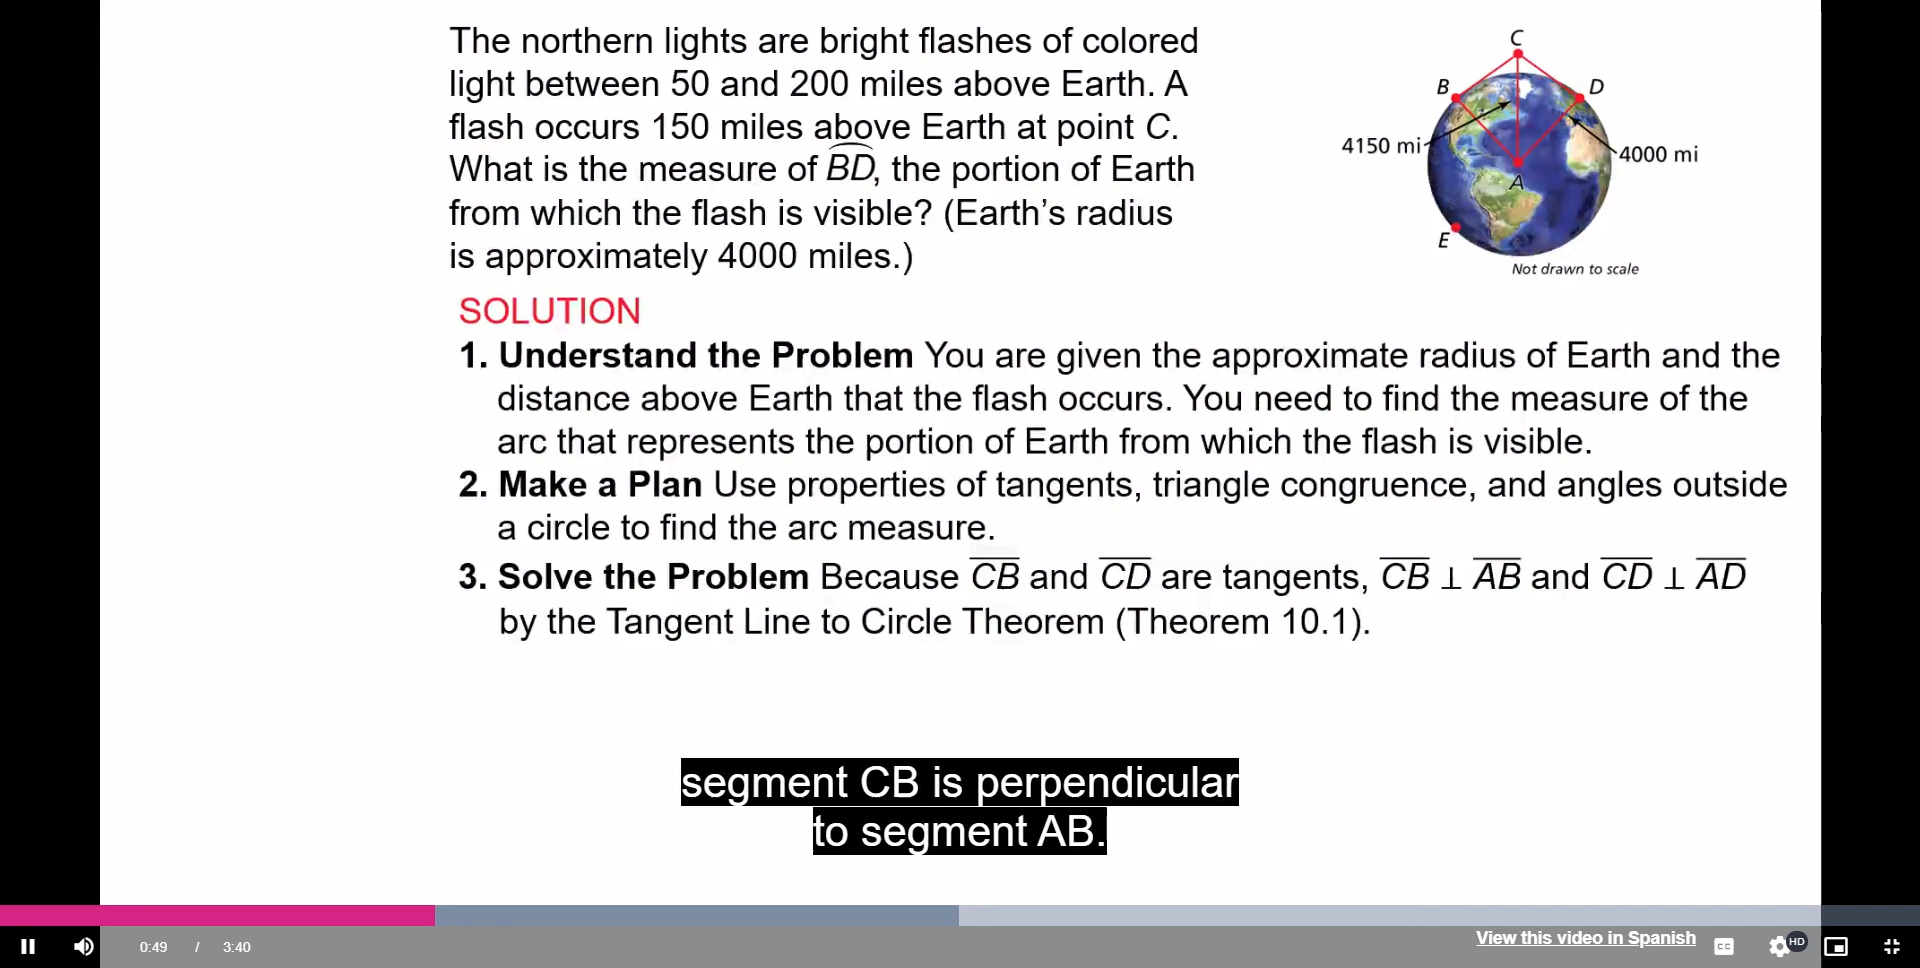 The northern lights are bright flashes of colored
light between 50 and 200 miles above Earth. A
flash occurs 150 miles above Earth at point C.
What is the measure of BD, the portion of Earth
from which the flash is visible? (Earth’s radius
is approximately 4000 miles.)
C
B
D
4150 mi
4000 mi
A
E
Not drawn to scale
SOLUTION
1. Understand the Problem You are given the approximate radius of Earth and the
distance above Earth that the flash occurs. You need to find the measure of the
arc that represents the portion of Earth from which the flash is visible.
2. Make a Plan Use properties of tangents, triangle congruence, and angles outside
a circle to find the arc measure.
3. Solve the Problem Because CB and CD are tangents, CB ⊥ AB and CD ⊥ AD
by the Tangent Line to Circle Theorem (Theorem 10.1).
segment CB is perpendicular
to segment AB.
0:49 / 3:40
View this video in Spanish
CC
HD